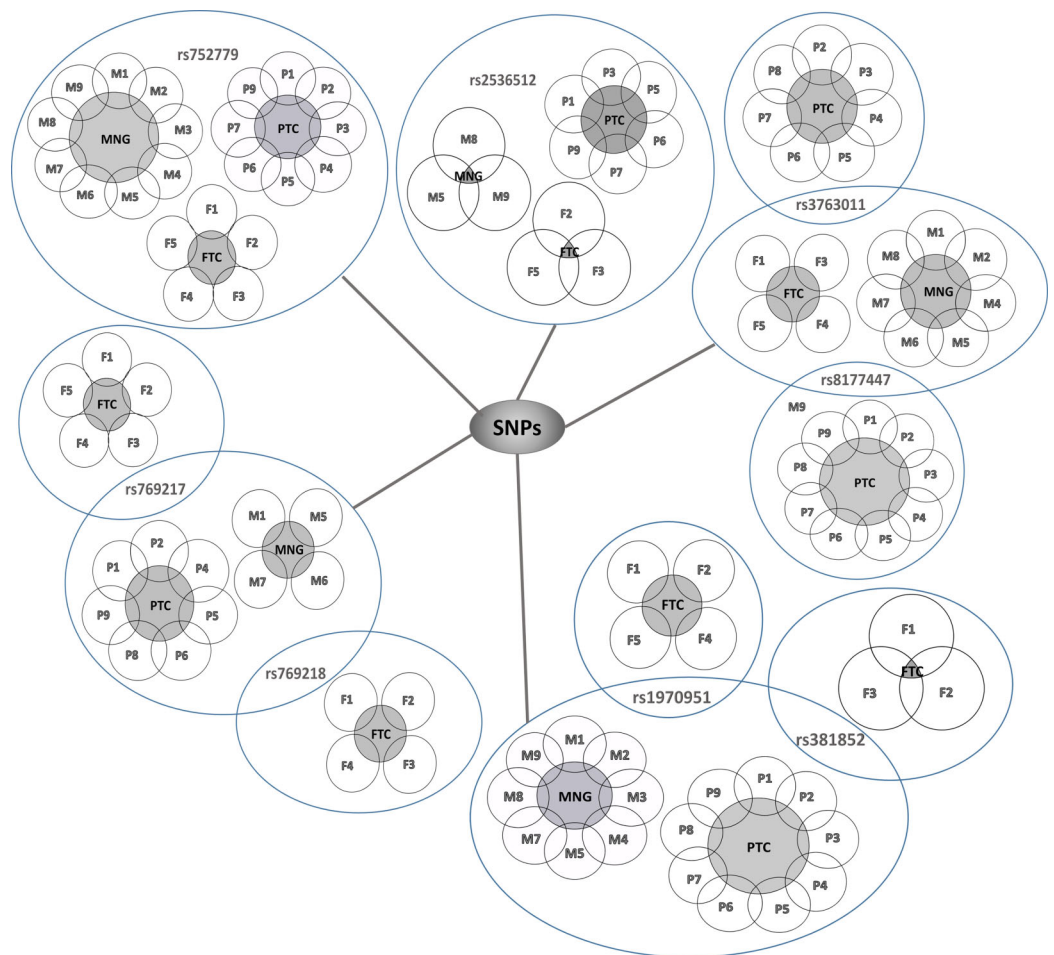 rs752779
M1
M2
M3
M4
M5
M6
M7
M8
M9
MNG
P1
P2
P3
P4
P5
P6
P7
P9
PTC
F1
F2
F3
F4
F5
FTC
rs2536512
M8
M5
M9
MNG
P3
P5
P6
P7
P9
P1
PTC
F2
F5
F3
FTC
P2
P3
P4
P5
P6
P7
P8
PTC
rs3763011
F1
F3
F4
F5
FTC
M1
M2
M4
M5
M6
M7
M8
MNG
rs8177447
M9
P1
P2
P3
P4
P5
P6
P7
P8
P9
PTC
SNPs
F1
F2
F3
F4
F5
FTC
rs769217
M1
M5
M6
M7
MNG
P2
P4
P5
P6
P8
P9
P1
PTC
rs769218
F1
F2
F3
F4
FTC
F1
F2
F4
F5
FTC
rs1970951
M1
M2
M3
M4
M5
M7
M8
M9
MNG
F1
F3
F2
FTC
rs381852
P1
P2
P3
P4
P5
P6
P7
P8
P9
PTC